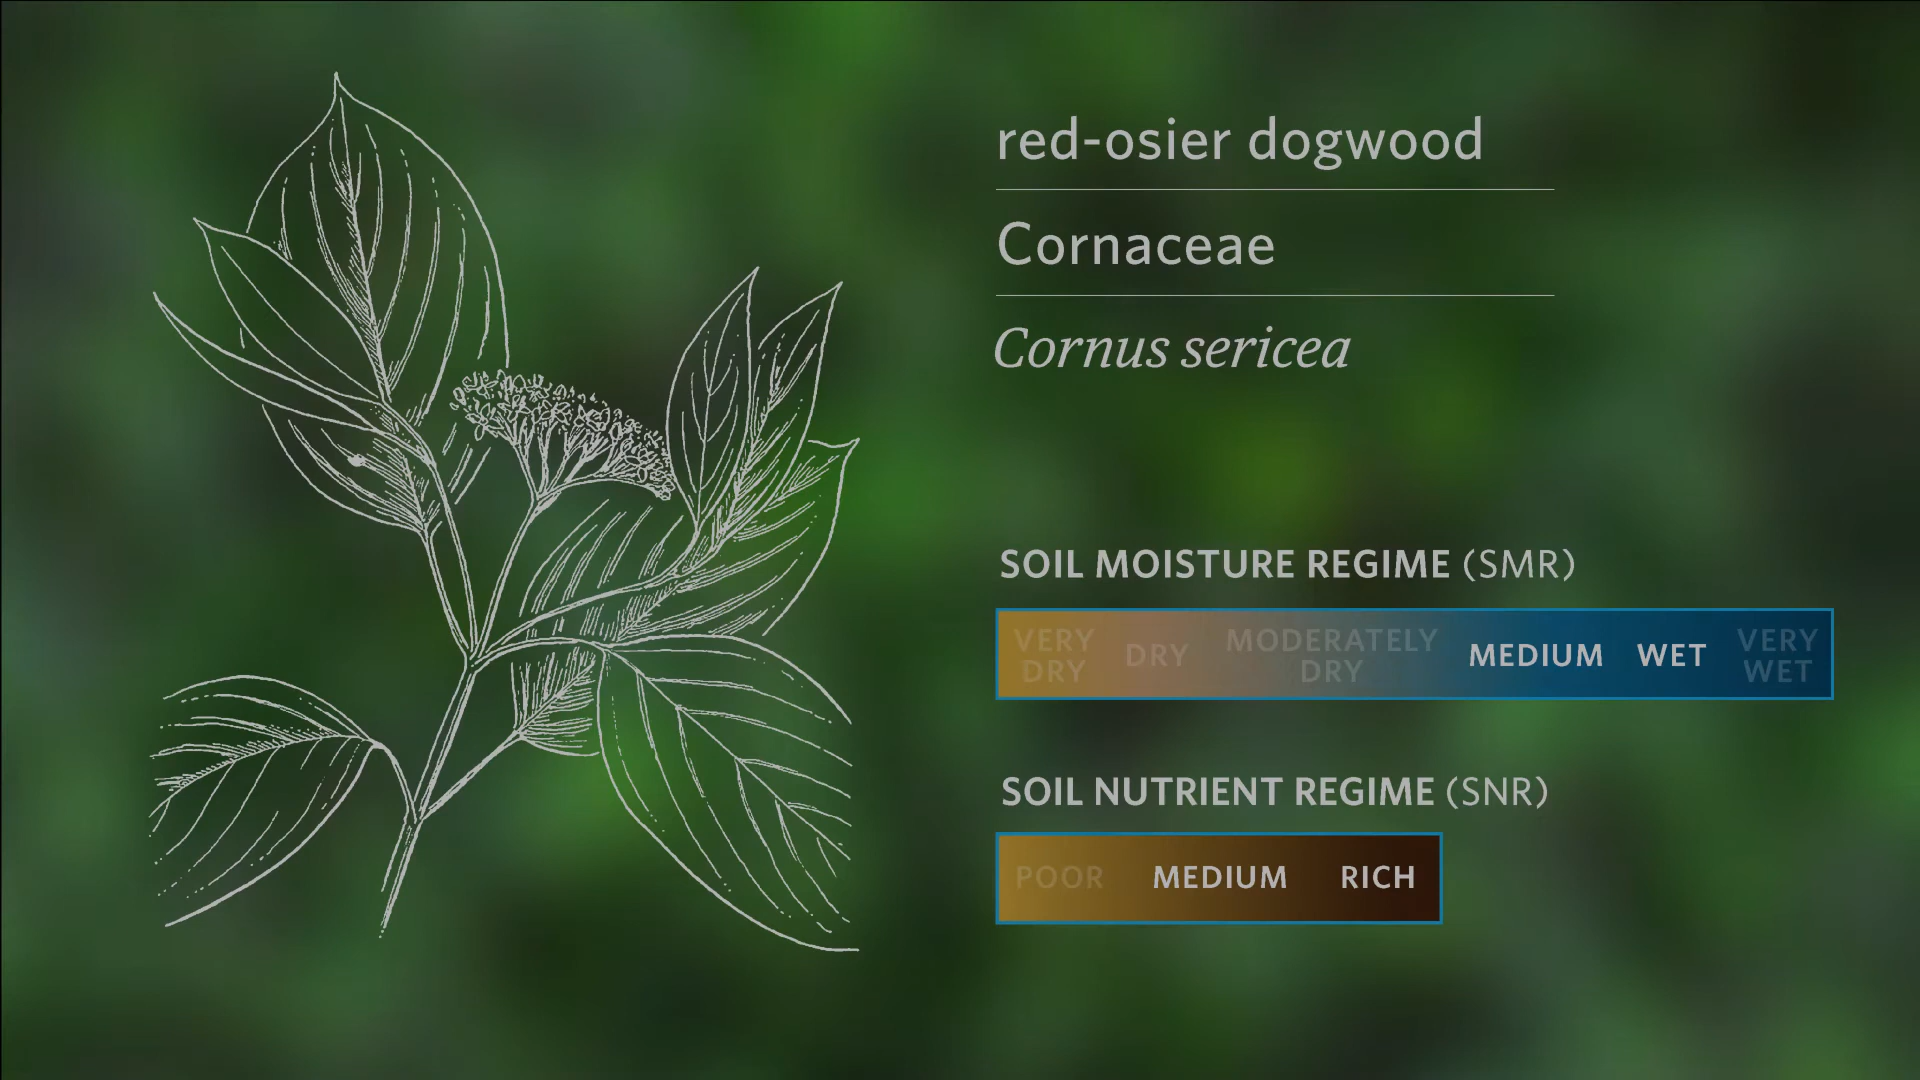 red-osier dogwood
Cornaceae
Cornus sericea
SOIL MOISTURE REGIME (SMR)
VERY DRY DRY MODERATELY DRY MEDIUM WET VERY WET
SOIL NUTRIENT REGIME (SNR)
POOR MEDIUM RICH